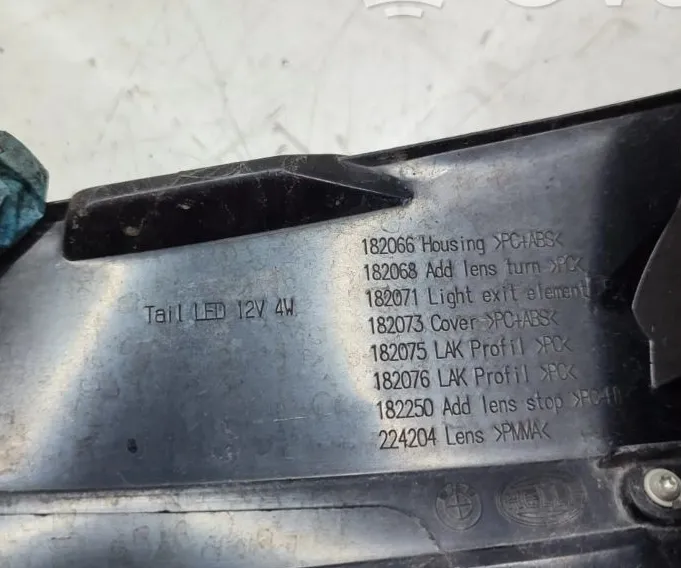 Tail LED 12V 4W
182066 Housing >PC+ABS<
182068 Add lens turn >PC<
182071 Light exit element
182073 Cover >PC+ABS<
182075 LAK Profil >PC<
182076 LAK Profil >PC<
182250 Add lens stop
224204 Lens >PMMA<